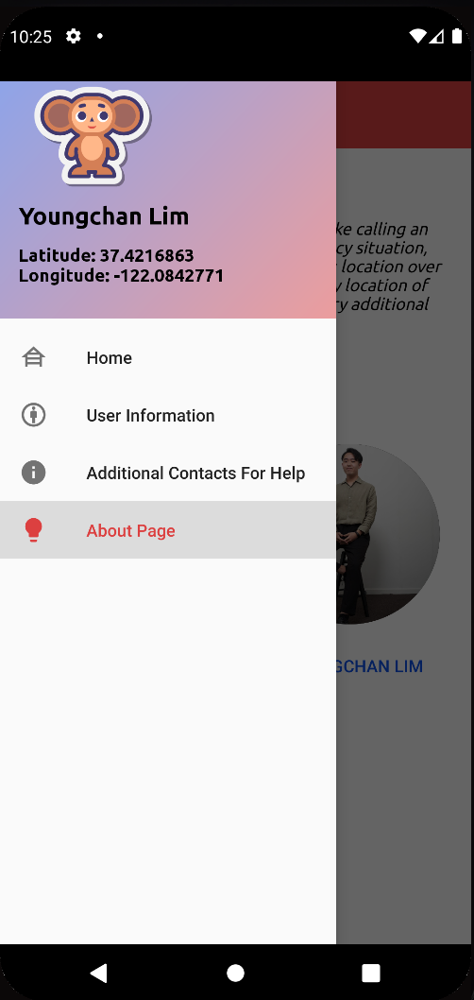 10:25
Youngchan Lim
Latitude: 37.4216863
Longitude: -122.0842771
Home
User Information
Additional Contacts For Help
About Page
ke calling an
cy situation,
location over
y location of
ry additional
GCHAN LIM